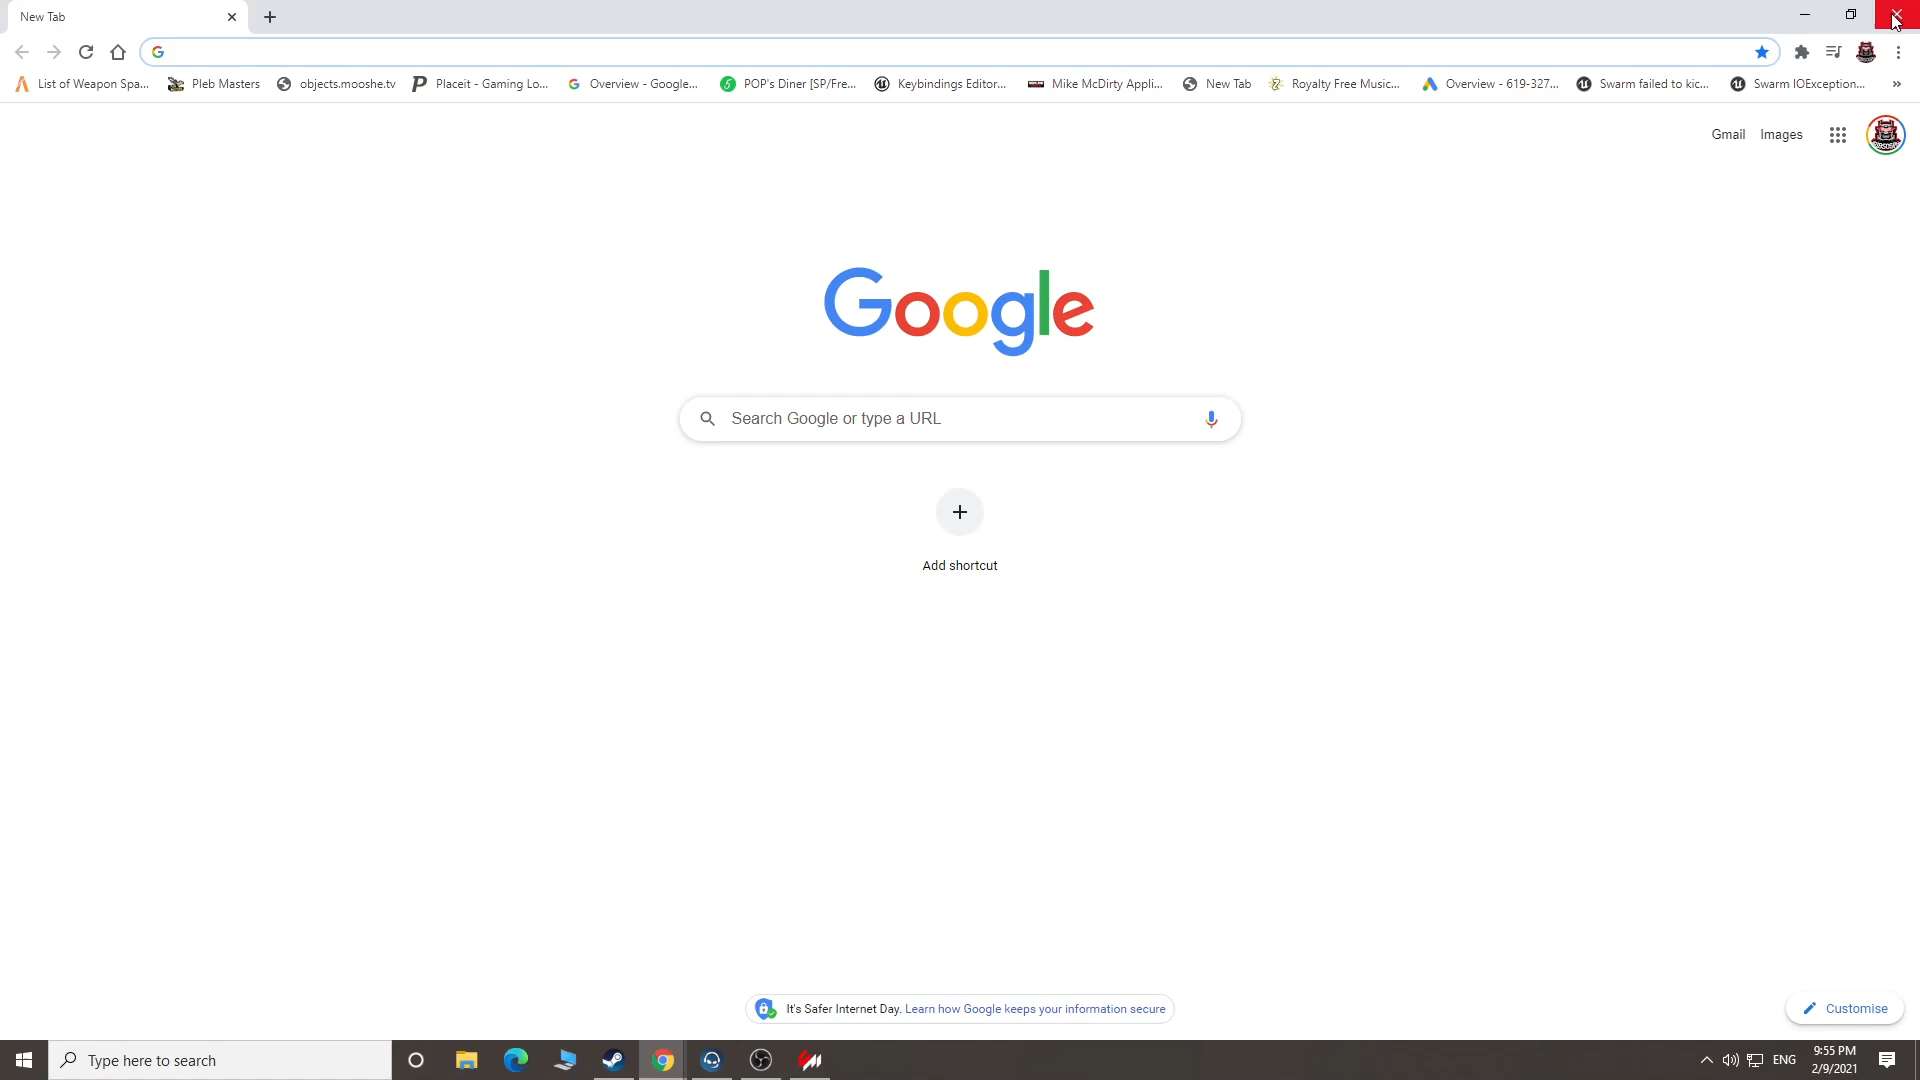 New Tab
List of Weapon Spa...
Pleb Masters
objects.mooshe.tv
Placeit - Gaming Lo...
Overview - Google...
POP's Diner [SP/Fre...
Keybindings Editor...
Mike McDirty Appli...
New Tab
Royalty Free Music...
Overview - 619-327...
Swarm failed to kic...
Swarm IOException...
»
Gmail
Images
Google
Search Google or type a URL
Add shortcut
It's Safer Internet Day. Learn how Google keeps your information secure
Customise
Type here to search
ENG
9:55 PM
2/9/2021